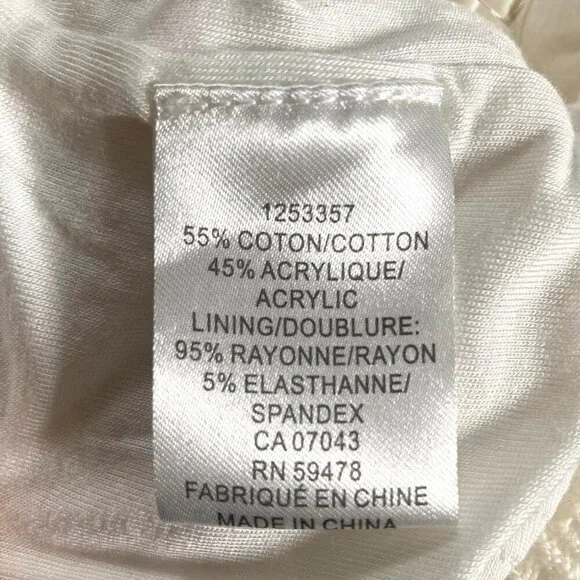 1253357
55% COTON/COTTON
45% ACRYLIQUE/
ACRYLIC
LINING/DOUBLURE:
95% RAYONNE/RAYON
5% ELASTHANNE/
SPANDEX
CA 07043
RN 59478
FABRIQUÉ EN CHINE
MADE IN CHINA